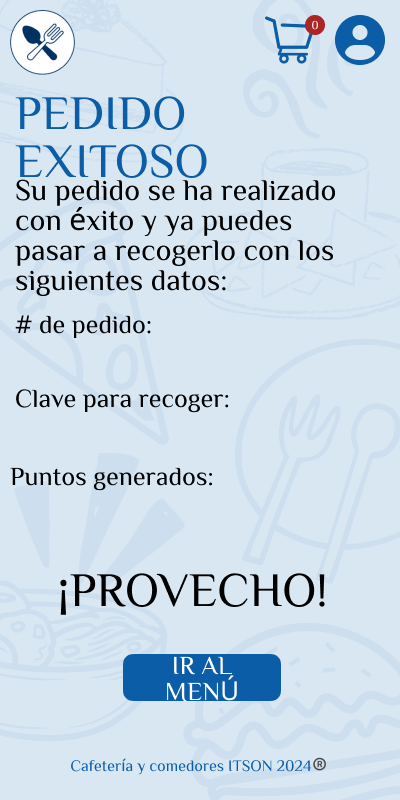 0
PEDIDO
EXITOSO
Su pedido se ha realizado
con éxito y ya puedes
pasar a recogerlo con los
siguientes datos:
# de pedido:
Clave para recoger:
Puntos generados:
¡PROVECHO!
IR AL
MENÚ
Cafetería y comedores ITSON 2024®